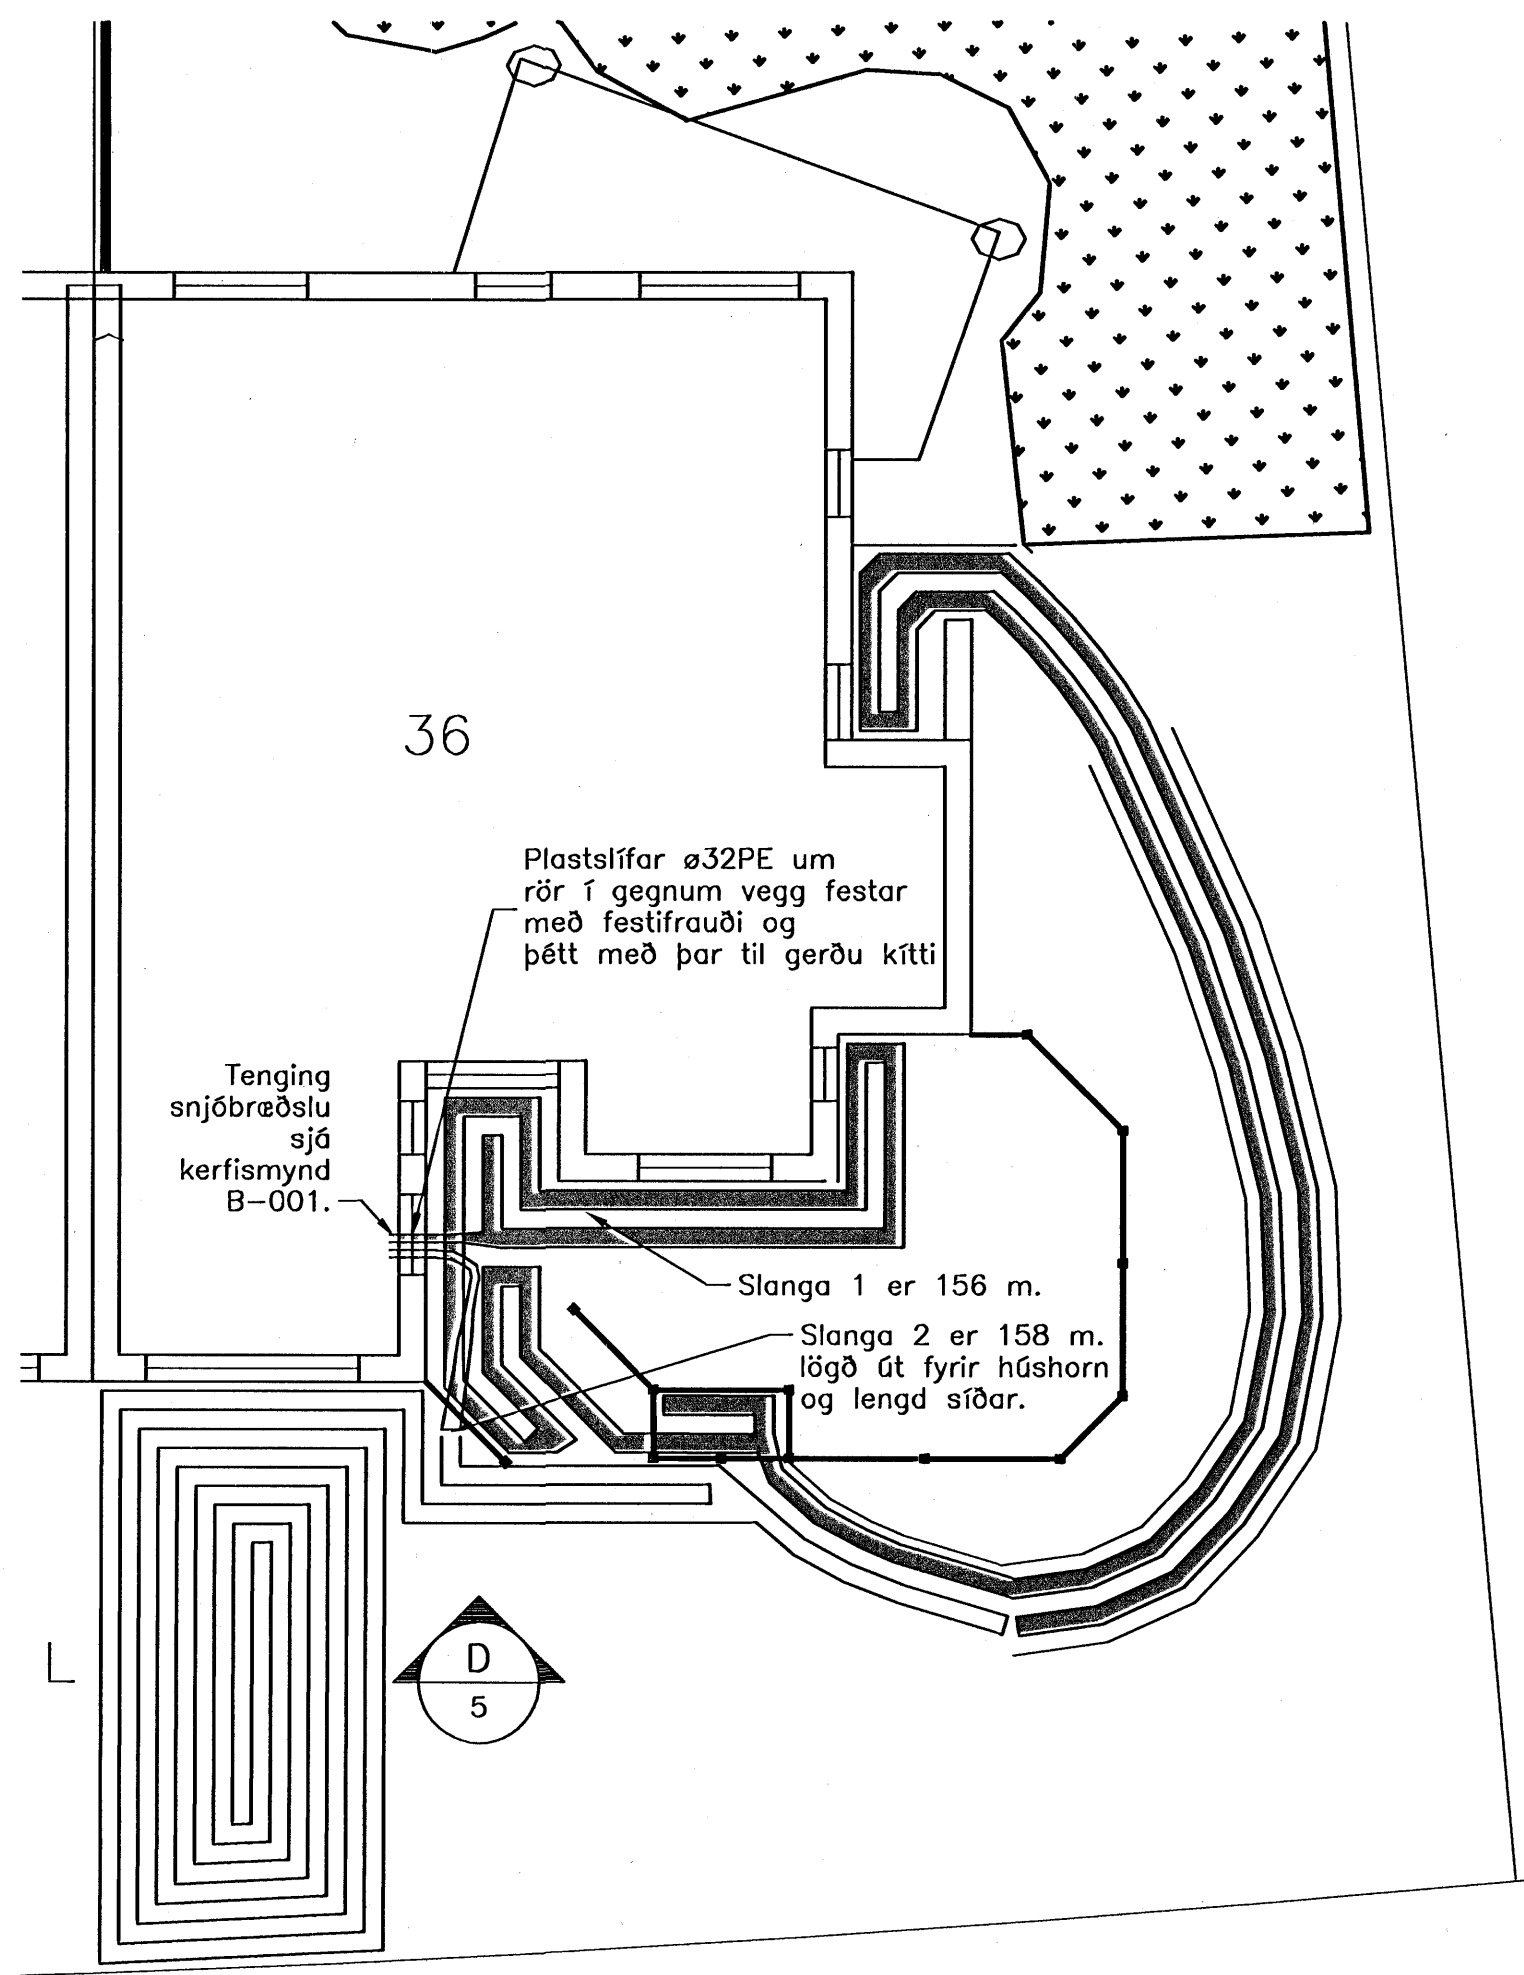 36
Plastslífar ø32PE um
rör í gegnum vegg festar
með festifrauði og
þétt með þar til gerðu kítti
Tenging
snjóbræðslu
sjá
kerfismynd
B-001.
Slanga 1 er 156 m.
Slanga 2 er 158 m.
lögð út fyrir húshorn
og lengd síðar.
L
D
5